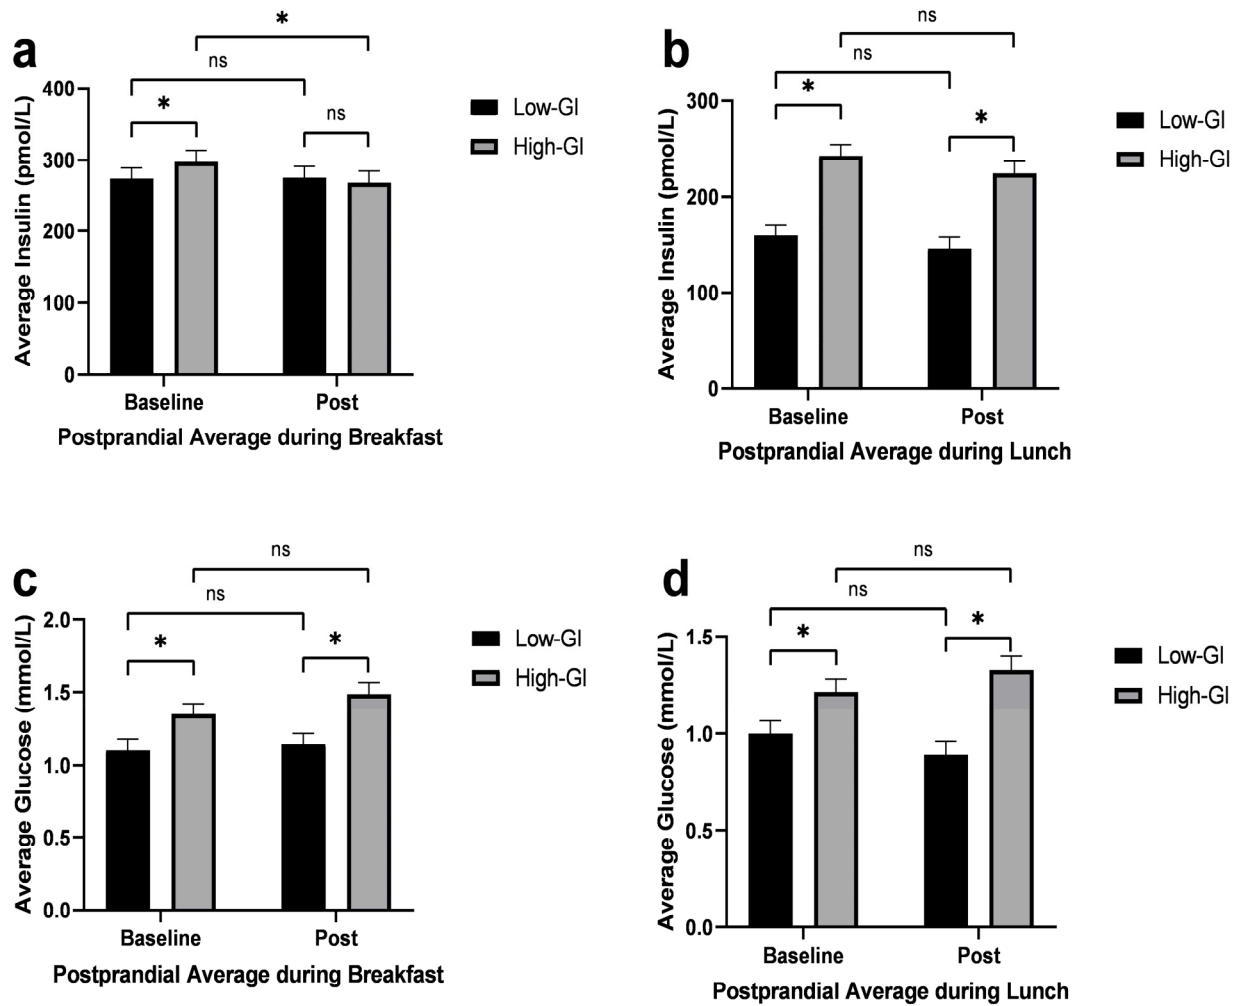 a
*
ns
*
ns
400
300
200
100
0
Average Insulin (pmol/L)
Baseline
Post
Postprandial Average during Breakfast
Low-GI
High-GI
b
ns
ns
*
*
300
200
100
0
Average Insulin (pmol/L)
Baseline
Post
Postprandial Average during Lunch
Low-GI
High-GI
c
ns
ns
*
*
2.0
1.5
1.0
0.5
0.0
Average Glucose (mmol/L)
Baseline
Post
Postprandial Average during Breakfast
Low-GI
High-GI
d
ns
ns
*
*
1.5
1.0
0.5
0.0
Average Glucose (mmol/L)
Baseline
Post
Postprandial Average during Lunch
Low-GI
High-GI